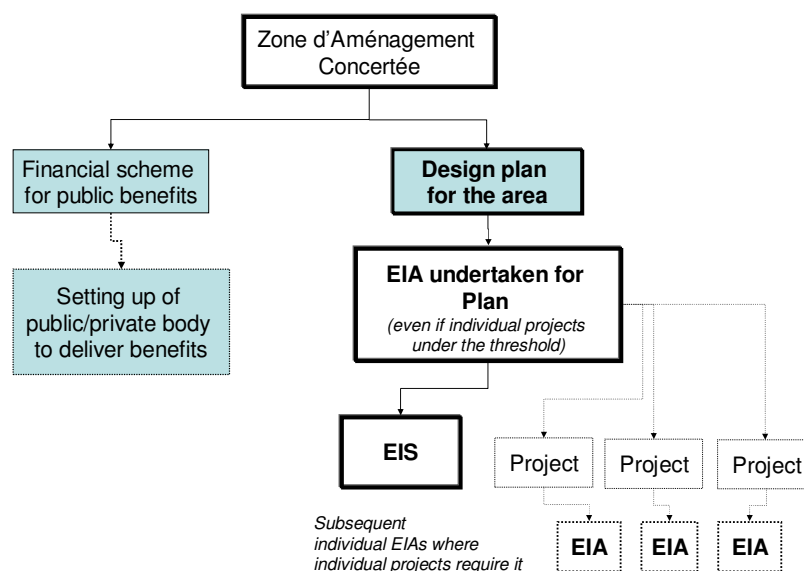 Zone d'Aménagement
Concertée
Financial scheme
for public benefits
Design plan
for the area
Setting up of
public/private body
to deliver benefits
EIA undertaken for
Plan
(even if individual projects
under the threshold)
EIS
Project
Project
Project
Subsequent
individual EIAs where
individual projects require it
EIA
EIA
EIA